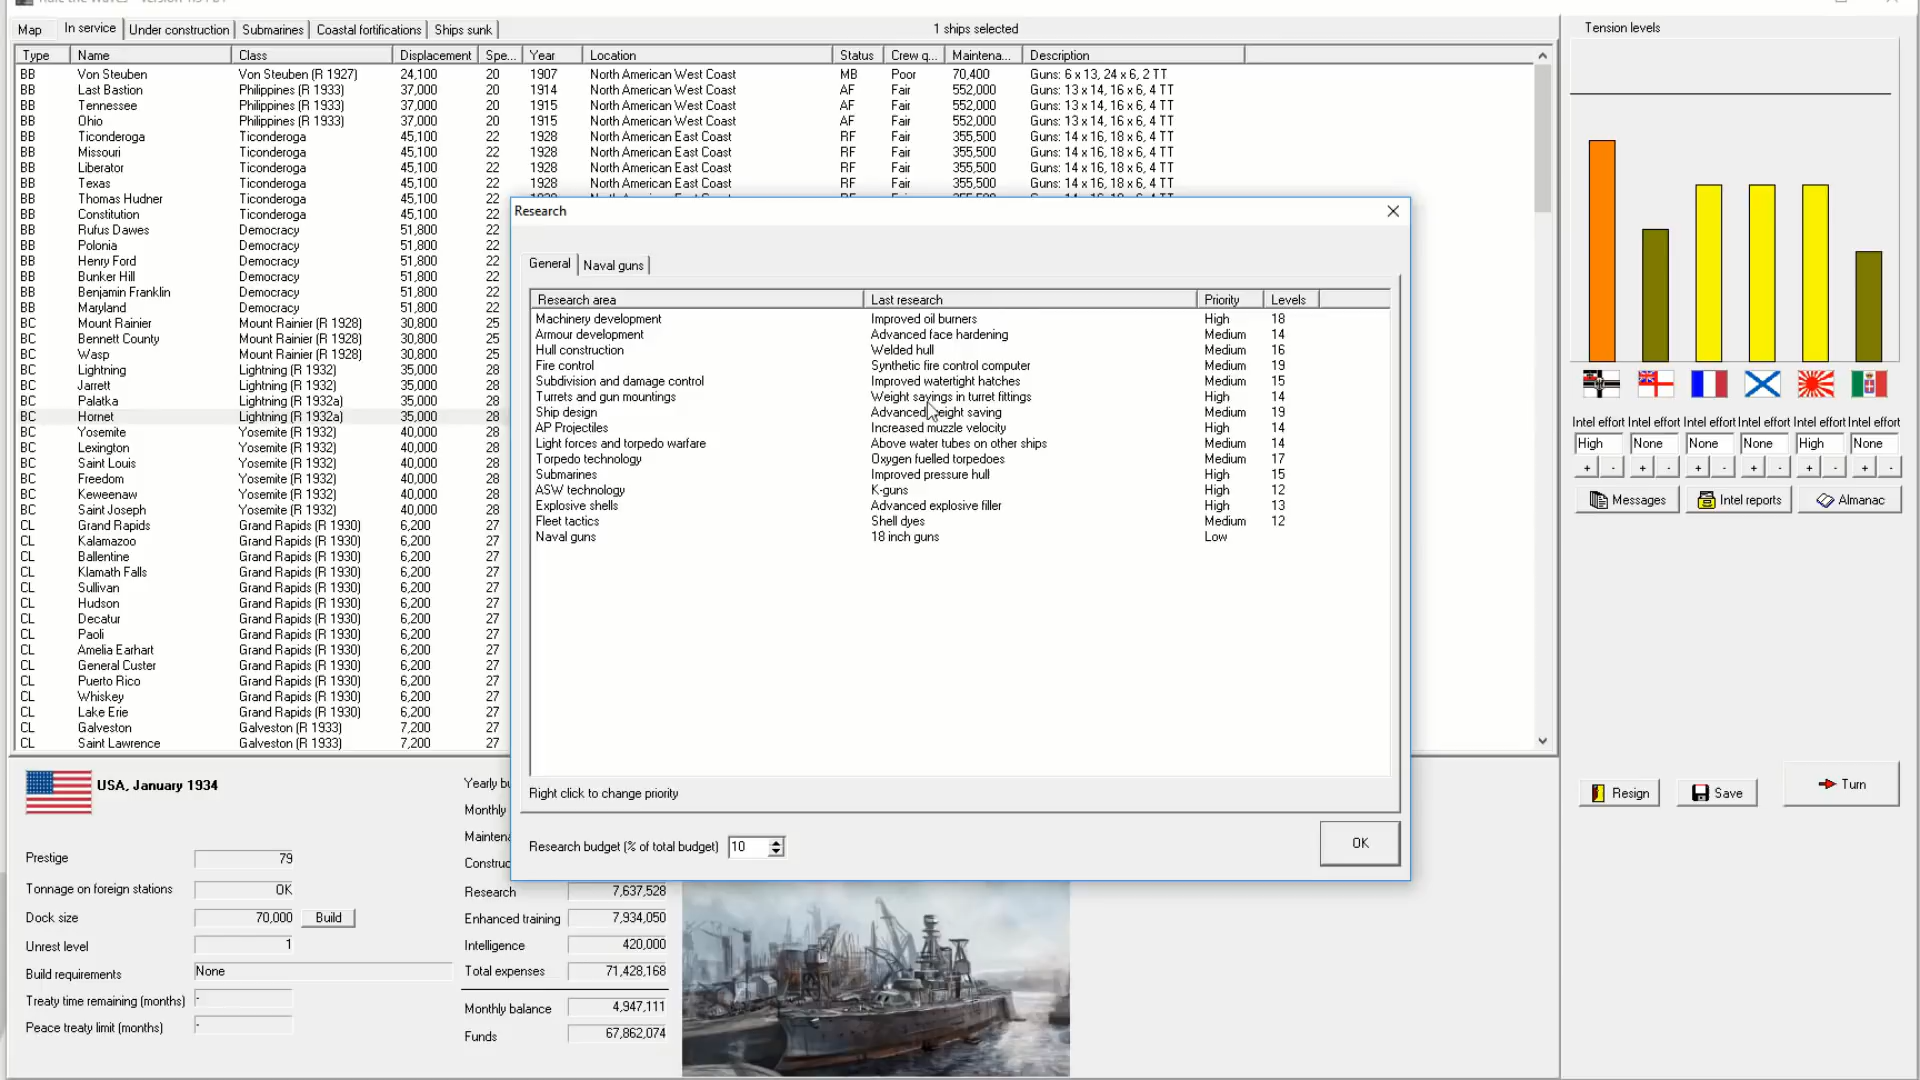 Map In service Under construction Submarines Coastal fortifications Ships sunk 1 ships selected Tension levels
Type Name Class Displacement Spe... Year Location Status Crew q... Maintena... Description
BB Von Steuben Von Steuben (R 1927) 24,100 20 1907 North American West Coast MB Poor 70,400 Guns: 6 x 13, 24 x 6, 2 TT
BB Last Bastion Philippines (R 1933) 37,000 20 1914 North American West Coast AF Fair 552,000 Guns: 13 x 14, 16 x 6, 4 TT
BB Tennessee Philippines (R 1933) 37,000 20 1915 North American West Coast AF Fair 552,000 Guns: 13 x 14, 16 x 6, 4 TT
BB Ohio Philippines (R 1933) 37,000 20 1915 North American West Coast AF Fair 552,000 Guns: 13 x 14, 16 x 6, 4 TT
BB Ticonderoga Ticonderoga 45,100 22 1928 North American East Coast RF Fair 355,500 Guns: 14 x 16, 18 x 6, 4 TT
BB Missouri Ticonderoga 45,100 22 1928 North American East Coast RF Fair 355,500 Guns: 14 x 16, 18 x 6, 4 TT
BB Liberator Ticonderoga 45,100 22 1928 North American East Coast RF Fair 355,500 Guns: 14 x 16, 18 x 6, 4 TT
BB Texas Ticonderoga 45,100 22 1928 North American East Coast RF Fair 355,500 Guns: 14 x 16, 18 x 6, 4 TT
BB Thomas Hudner Ticonderoga 45,100 22
BB Constitution Ticonderoga 45,100 22
BB Rufus Dawes Democracy 51,800 22
BB Polonia Democracy 51,800 22
BB Henry Ford Democracy 51,800 22
BB Bunker Hill Democracy 51,800 22
BB Benjamin Franklin Democracy 51,800 22
BB Maryland Democracy 51,800 22
BC Mount Rainier Mount Rainier (R 1928) 30,800 25
BC Bennett County Mount Rainier (R 1928) 30,800 25
BC Wasp Mount Rainier (R 1928) 30,800 25
BC Lightning Lightning (R 1932) 35,000 28
BC Jarrett Lightning (R 1932) 35,000 28
BC Palatka Lightning (R 1932a) 35,000 28
BC Hornet Lightning (R 1932a) 35,000 28
BC Yosemite Yosemite (R 1932) 40,000 28
BC Lexington Yosemite (R 1932) 40,000 28
BC Saint Louis Yosemite (R 1932) 40,000 28
BC Freedom Yosemite (R 1932) 40,000 28
BC Keweenaw Yosemite (R 1932) 40,000 28
BC Saint Joseph Yosemite (R 1932) 40,000 28
CL Grand Rapids Grand Rapids (R 1930) 6,200 27
CL Kalamazoo Grand Rapids (R 1930) 6,200 27
CL Ballentine Grand Rapids (R 1930) 6,200 27
CL Klamath Falls Grand Rapids (R 1930) 6,200 27
CL Sullivan Grand Rapids (R 1930) 6,200 27
CL Hudson Grand Rapids (R 1930) 6,200 27
CL Decatur Grand Rapids (R 1930) 6,200 27
CL Paoli Grand Rapids (R 1930) 6,200 27
CL Amelia Earhart Grand Rapids (R 1930) 6,200 27
CL General Custer Grand Rapids (R 1930) 6,200 27
CL Puerto Rico Grand Rapids (R 1930) 6,200 27
CL Whiskey Grand Rapids (R 1930) 6,200 27
CL Lake Erie Grand Rapids (R 1930) 6,200 27
CL Galveston Galveston (R 1933) 7,200 27
CL Saint Lawrence Galveston (R 1933) 7,200 27
Research
General Naval guns
Research area Last research Priority Levels
Machinery development Improved oil burners High 18
Armour development Advanced face hardening Medium 14
Hull construction Welded hull Medium 16
Fire control Synthetic fire control computer Medium 19
Subdivision and damage control Improved watertight hatches Medium 15
Turrets and gun mountings Weight savings in turret fittings High 14
Ship design Advanced weight saving Medium 19
AP Projectiles Increased muzzle velocity High 14
Light forces and torpedo warfare Above water tubes on other ships Medium 14
Torpedo technology Oxygen fuelled torpedoes Medium 17
Submarines Improved pressure hull High 15
ASW technology K-guns High 12
Explosive shells Advanced explosive filler High 13
Fleet tactics Shell dyes Medium 12
Naval guns 18 inch guns Low
Right click to change priority
Research budget (% of total budget) 10
OK
Intel effort Intel effort Intel effort Intel effort Intel effort Intel effort
High None None None High None
+ - + - + - + - + - + -
Messages Intel reports Almanac
Resign Save Turn
USA, January 1934
Prestige 79
Tonnage on foreign stations OK
Dock size 70,000 Build
Unrest level 1
Build requirements None
Treaty time remaining (months) -
Peace treaty limit (months) -
Yearly bu
Monthly
Maintena
Construc
Research 7,637,528
Enhanced training 7,934,050
Intelligence 420,000
Total expenses 71,428,168
Monthly balance 4,947,111
Funds 67,862,074